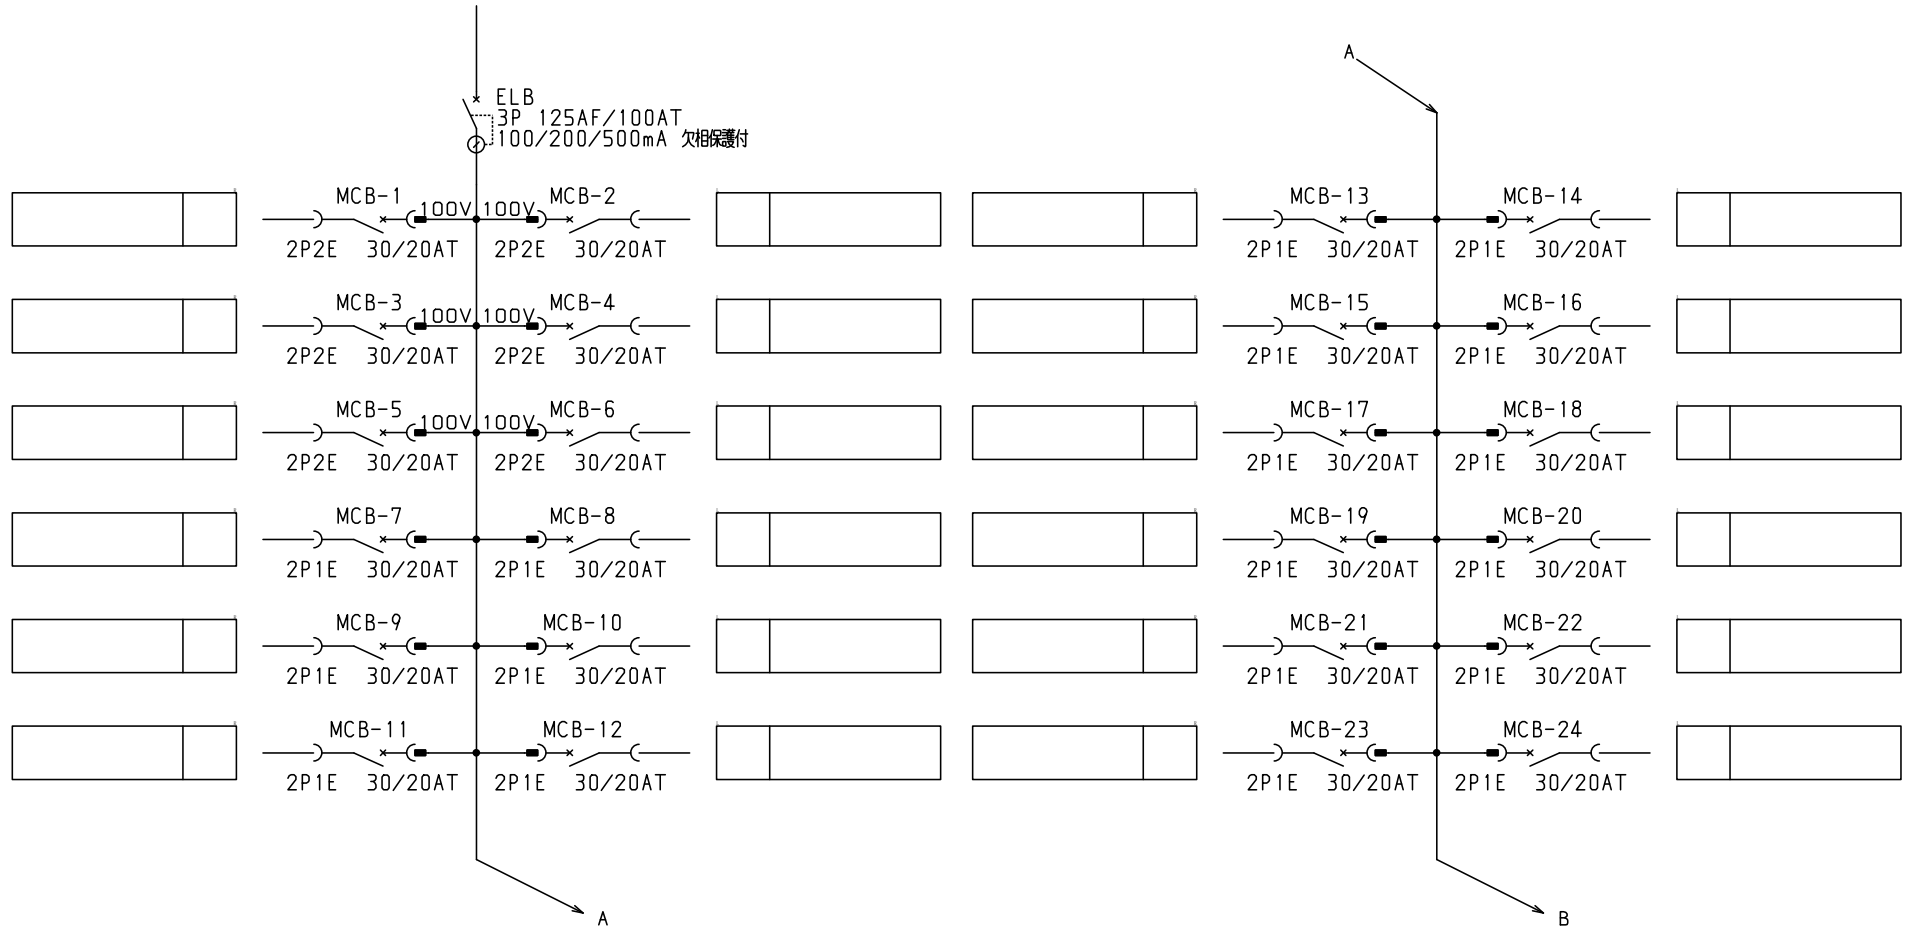 ELB
3P 125AF/100AT
100/200/500mA 欠相保護付
MCB-1 100V 100V MCB-2
2P2E 30/20AT 2P2E 30/20AT
MCB-3 100V 100V MCB-4
2P2E 30/20AT 2P2E 30/20AT
MCB-5 100V 100V MCB-6
2P2E 30/20AT 2P2E 30/20AT
MCB-7 MCB-8
2P1E 30/20AT 2P1E 30/20AT
MCB-9 MCB-10
2P1E 30/20AT 2P1E 30/20AT
MCB-11 MCB-12
2P1E 30/20AT 2P1E 30/20AT
A
A
MCB-13 MCB-14
2P1E 30/20AT 2P1E 30/20AT
MCB-15 MCB-16
2P1E 30/20AT 2P1E 30/20AT
MCB-17 MCB-18
2P1E 30/20AT 2P1E 30/20AT
MCB-19 MCB-20
2P1E 30/20AT 2P1E 30/20AT
MCB-21 MCB-22
2P1E 30/20AT 2P1E 30/20AT
MCB-23 MCB-24
2P1E 30/20AT 2P1E 30/20AT
B